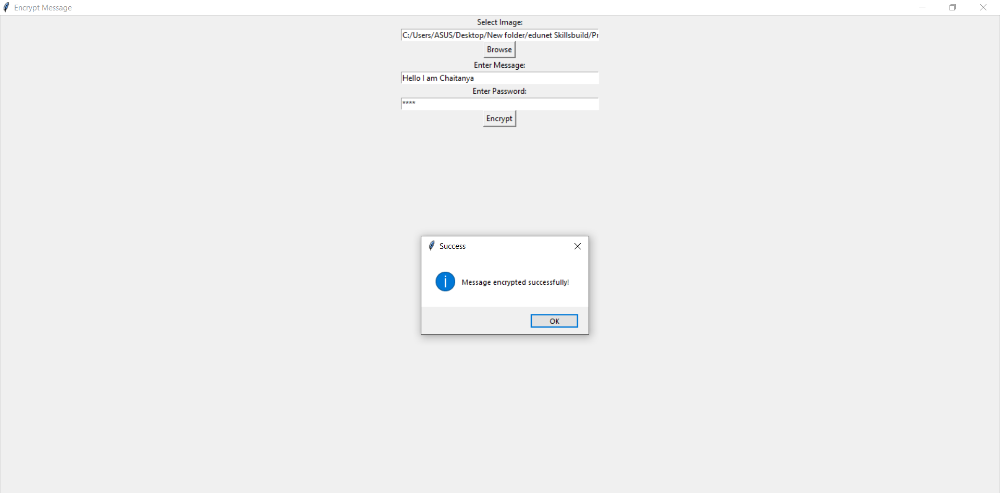 Encrypt Message
Select Image:
C:/Users/ASUS/Desktop/New folder/edunet Skillsbuild/Pr
Browse
Enter Message:
Hello I am Chaitanya
Enter Password:
****
Encrypt
Success
Message encrypted successfully!
OK